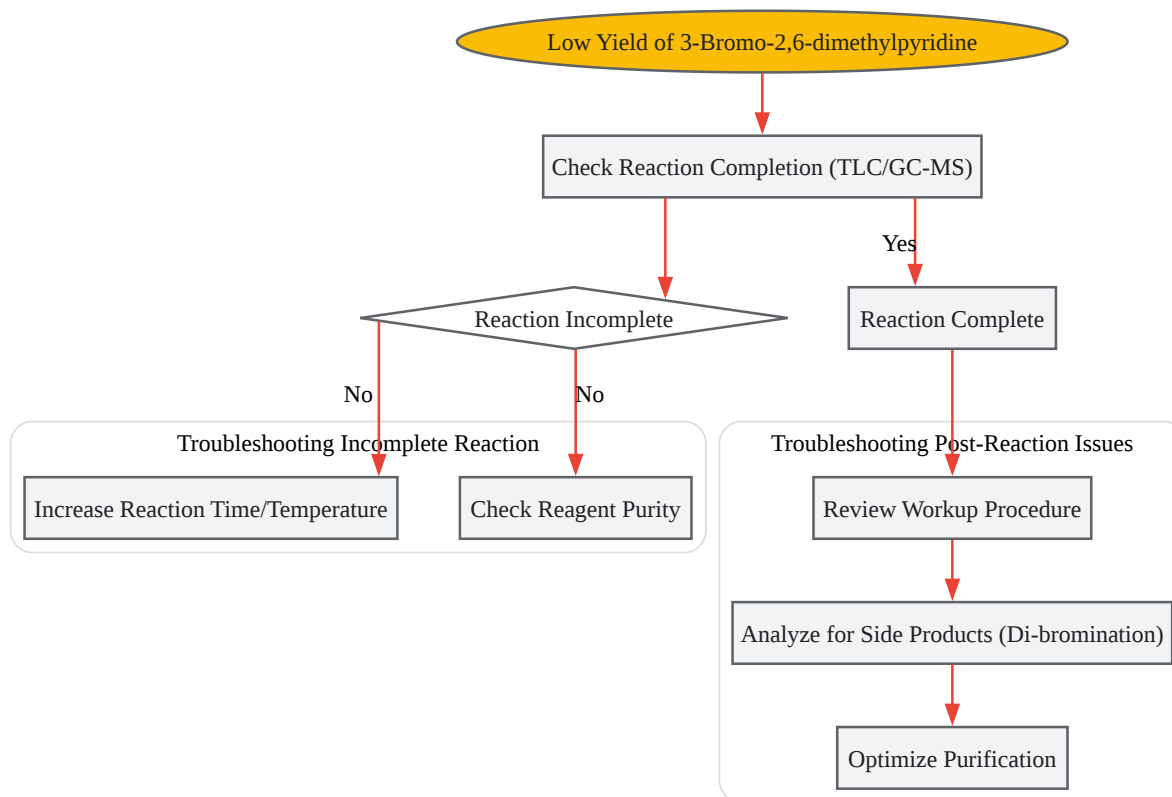 Low Yield of 3-Bromo-2,6-dimethylpyridine
Check Reaction Completion (TLC/GC-MS)
Yes
Reaction Incomplete
Reaction Complete
No
No
Troubleshooting Incomplete Reaction
Troubleshooting Post-Reaction Issues
Increase Reaction Time/Temperature
Check Reagent Purity
Review Workup Procedure
Analyze for Side Products (Di-bromination)
Optimize Purification